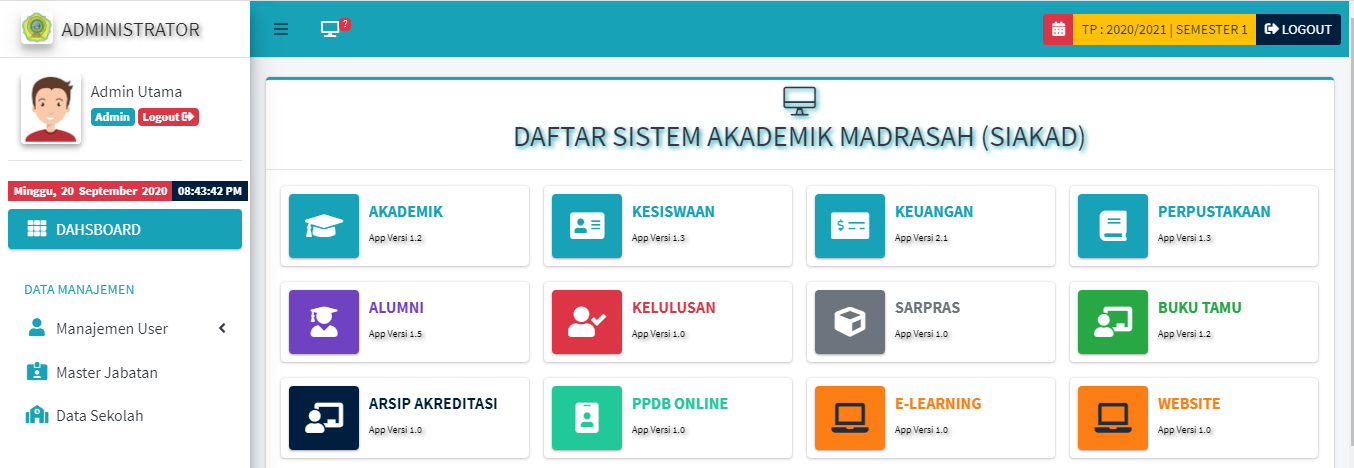 ADMINISTRATOR
?
TP : 2020/2021 | SEMESTER 1
LOGOUT
Admin Utama
Admin Logout
Minggu, 20 September 2020 08:43:42 PM
DAHSBOARD
DATA MANAJEMEN
Manajemen User
Master Jabatan
Data Sekolah
DAFTAR SISTEM AKADEMIK MADRASAH (SIAKAD)
AKADEMIK
App Versi 1.2
KESISWAAN
App Versi 1.3
KEUANGAN
App Versi 2.1
PERPUSTAKAAN
App Versi 1.3
ALUMNI
App Versi 1.5
KELULUSAN
App Versi 1.0
SARPRAS
App Versi 1.0
BUKU TAMU
App Versi 1.2
ARSIP AKREDITASI
App Versi 1.0
PPDB ONLINE
App Versi 1.0
E-LEARNING
App Versi 1.0
WEBSITE
App Versi 1.0